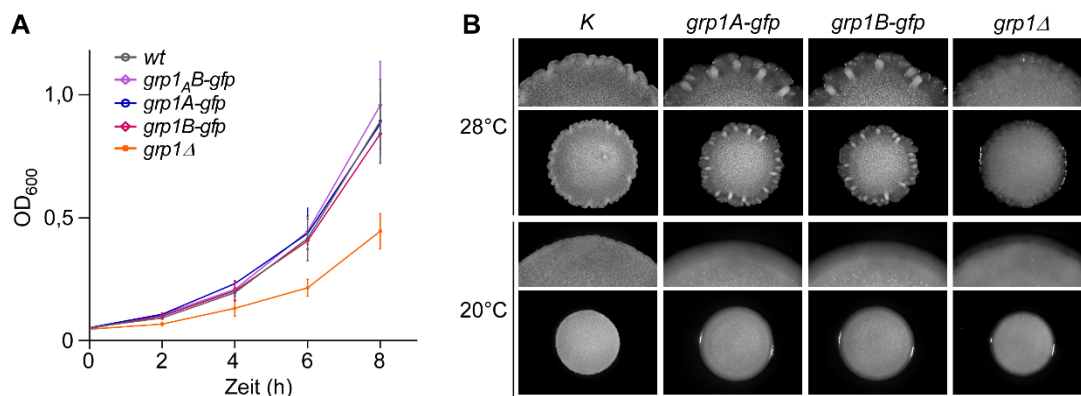 A
wt
grp1AB-gfp
grp1A-gfp
grp1B-gfp
grp1Δ
1,0
0,5
0
OD600
0 2 4 6 8
Zeit (h)
B
K grp1A-gfp grp1B-gfp grp1Δ
28°C
20°C